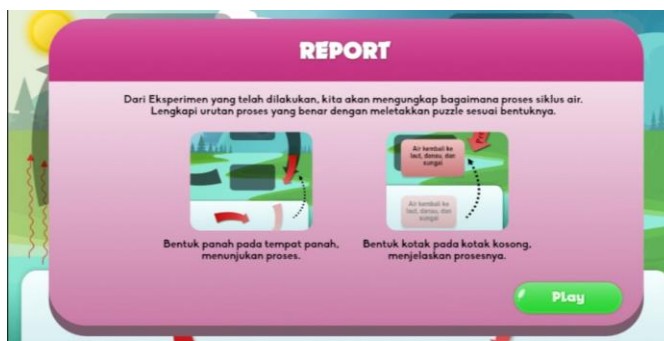 REPORT
Dari Eksperimen yang telah dilakukan, kita akan mengungkap bagaimana proses siklus air.
Lengkapi urutan proses yang benar dengan meletakkan puzzle sesuai bentuknya.
Air kembali ke
laut, danau, dan
sungai
Air kembali ke
laut, danau, dan
sungai
Bentuk panah pada tempat panah,
menunjukan proses.
Bentuk kotak pada kotak kosong,
menjelaskan prosesnya.
Play